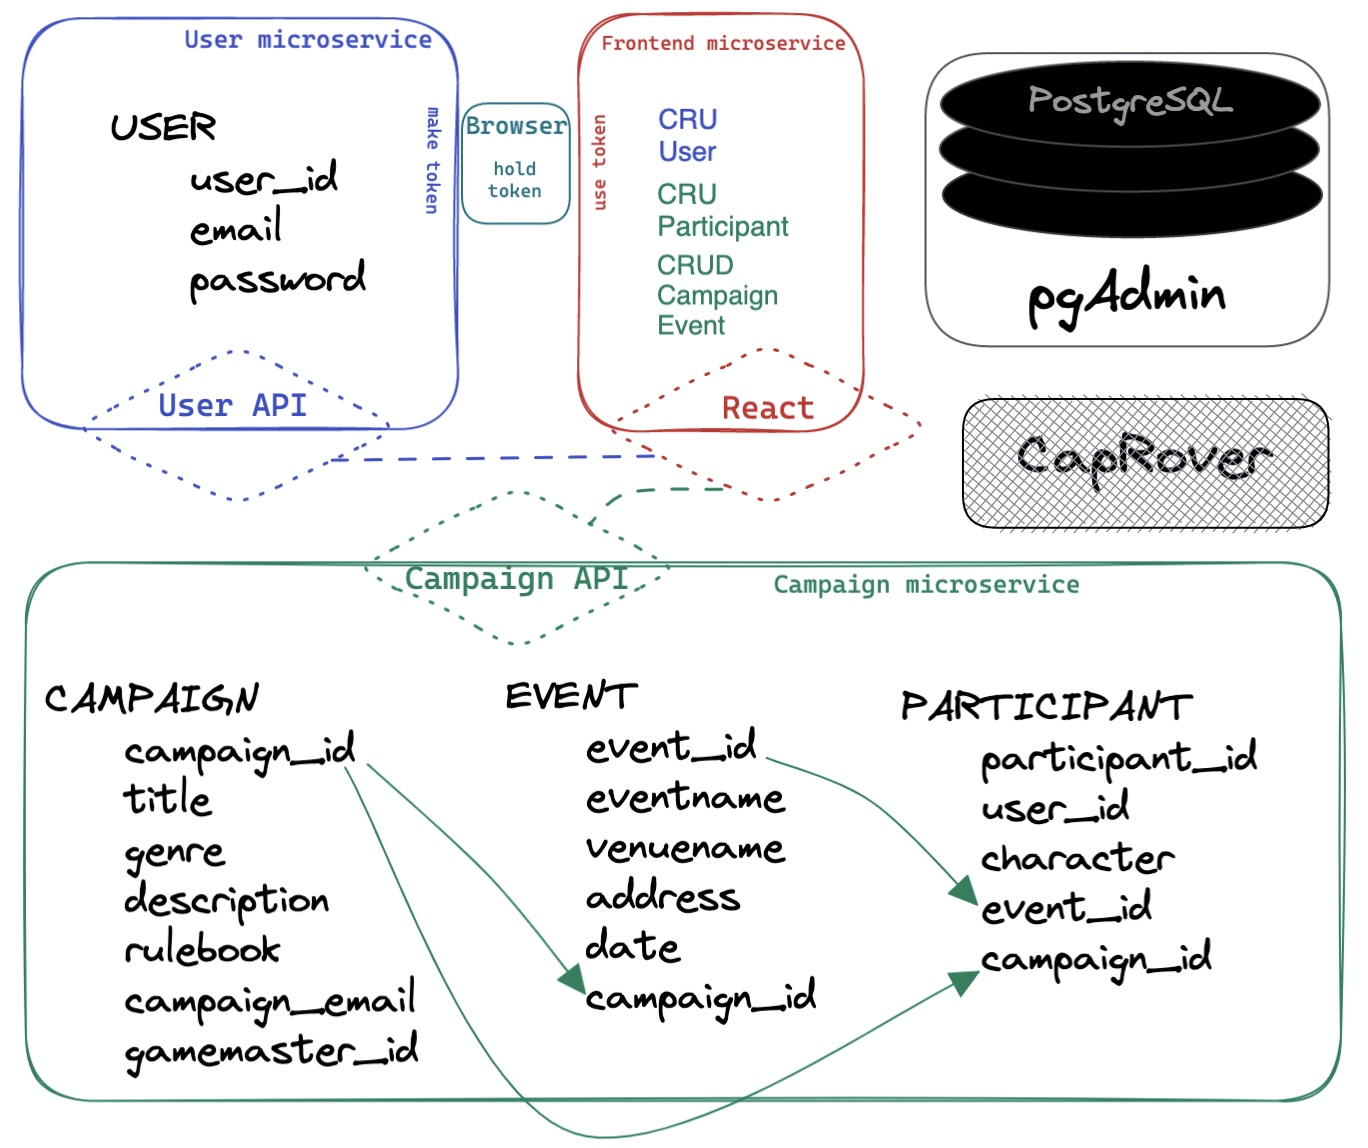 User microservice
USER
user_id
email
password
make token
User API
Browser
hold
token
Frontend microservice
use token
CRU
User
CRU
Participant
CRUD
Campaign
Event
React
PostgreSQL
pgAdmin
CapRover
Campaign API
Campaign microservice
CAMPAIGN
campaign_id
title
genre
description
rulebook
campaign_email
gamemaster_id
EVENT
event_id
eventname
venuename
address
date
campaign_id
PARTICIPANT
participant_id
user_id
character
event_id
campaign_id